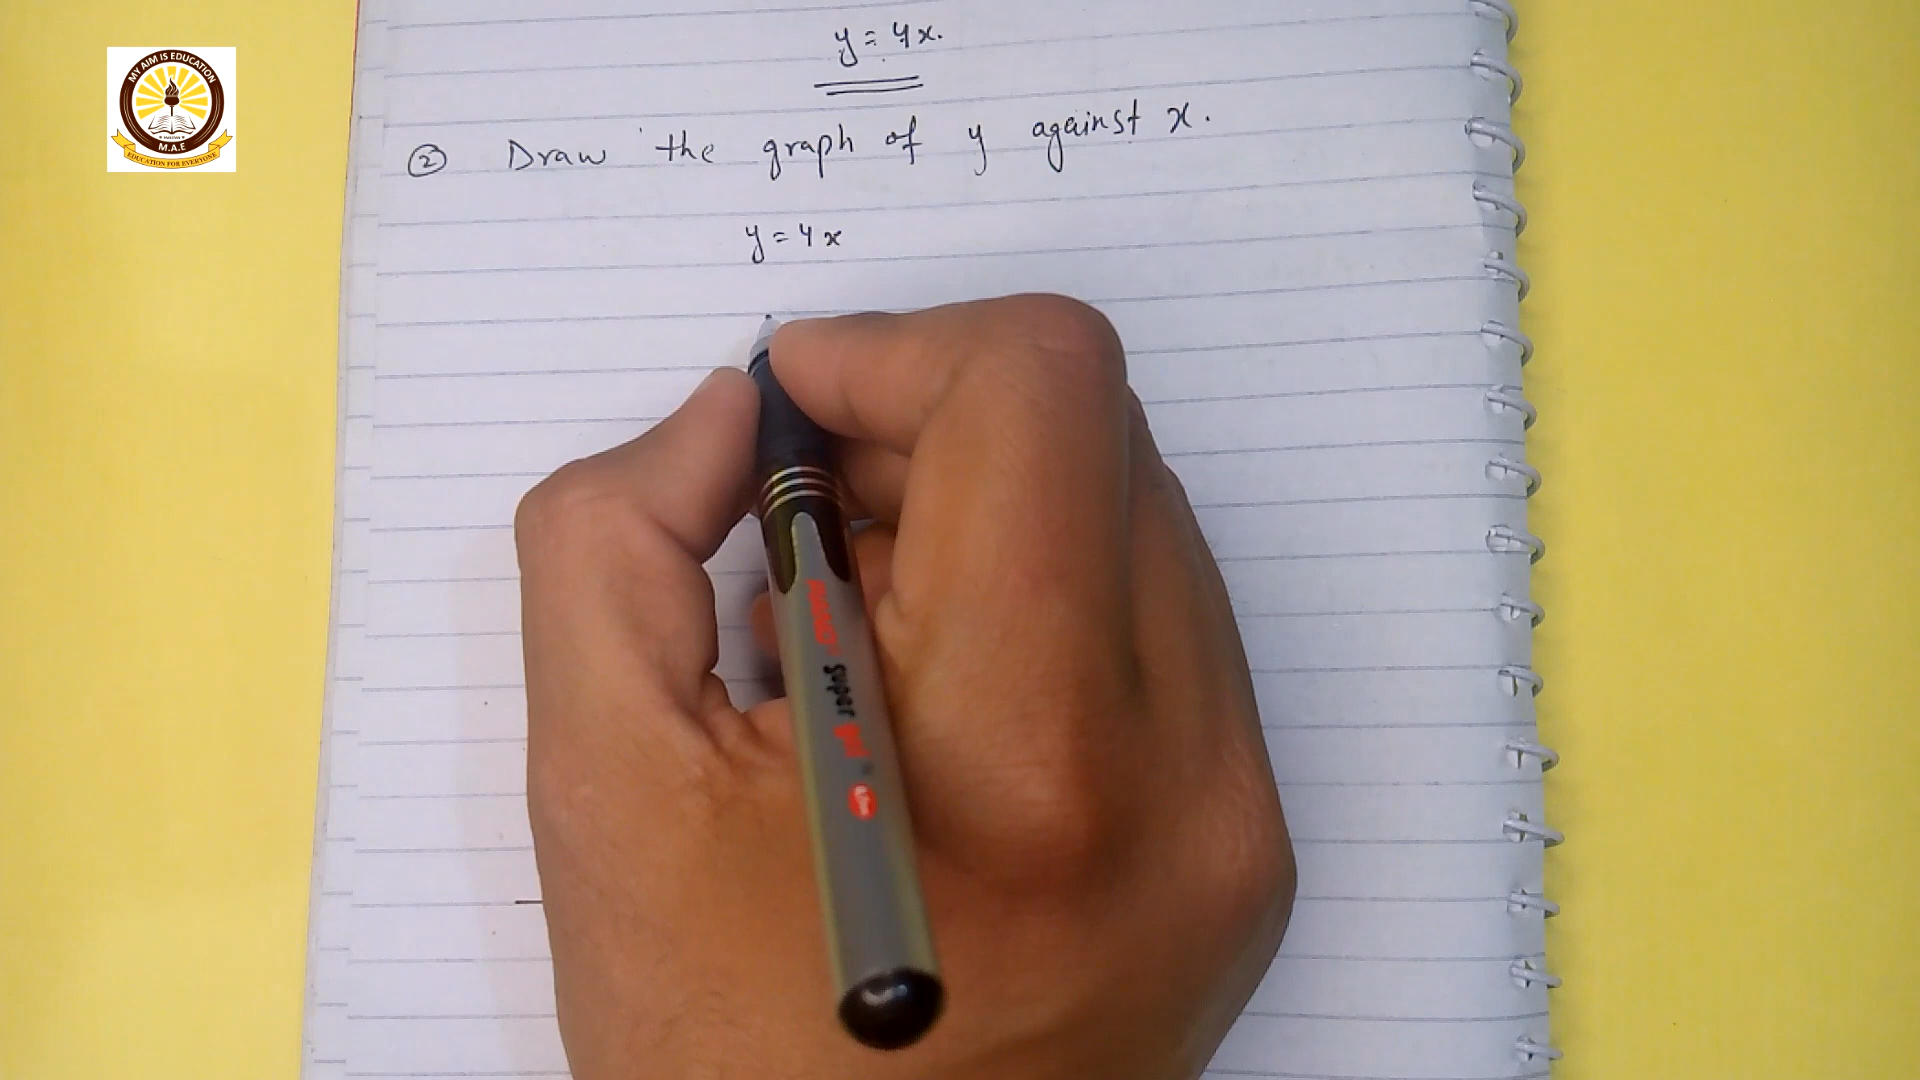 MY AIM IS EDUCATION
M.A.E
EDUCATION FOR EVERYONE
y = 4x.
② Draw the graph of y against x.
y = 4x
super gel